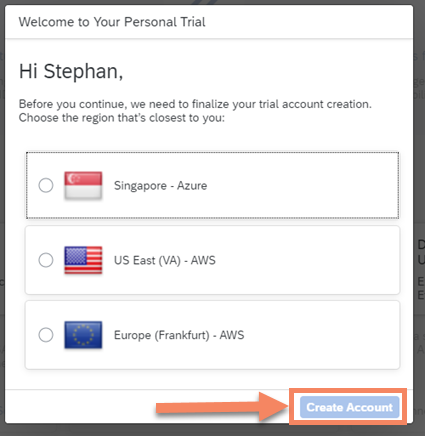 Welcome to Your Personal Trial
Hi Stephan,
Before you continue, we need to finalize your trial account creation.
Choose the region that's closest to you:
Singapore - Azure
US East (VA) - AWS
Europe (Frankfurt) - AWS
Create Account